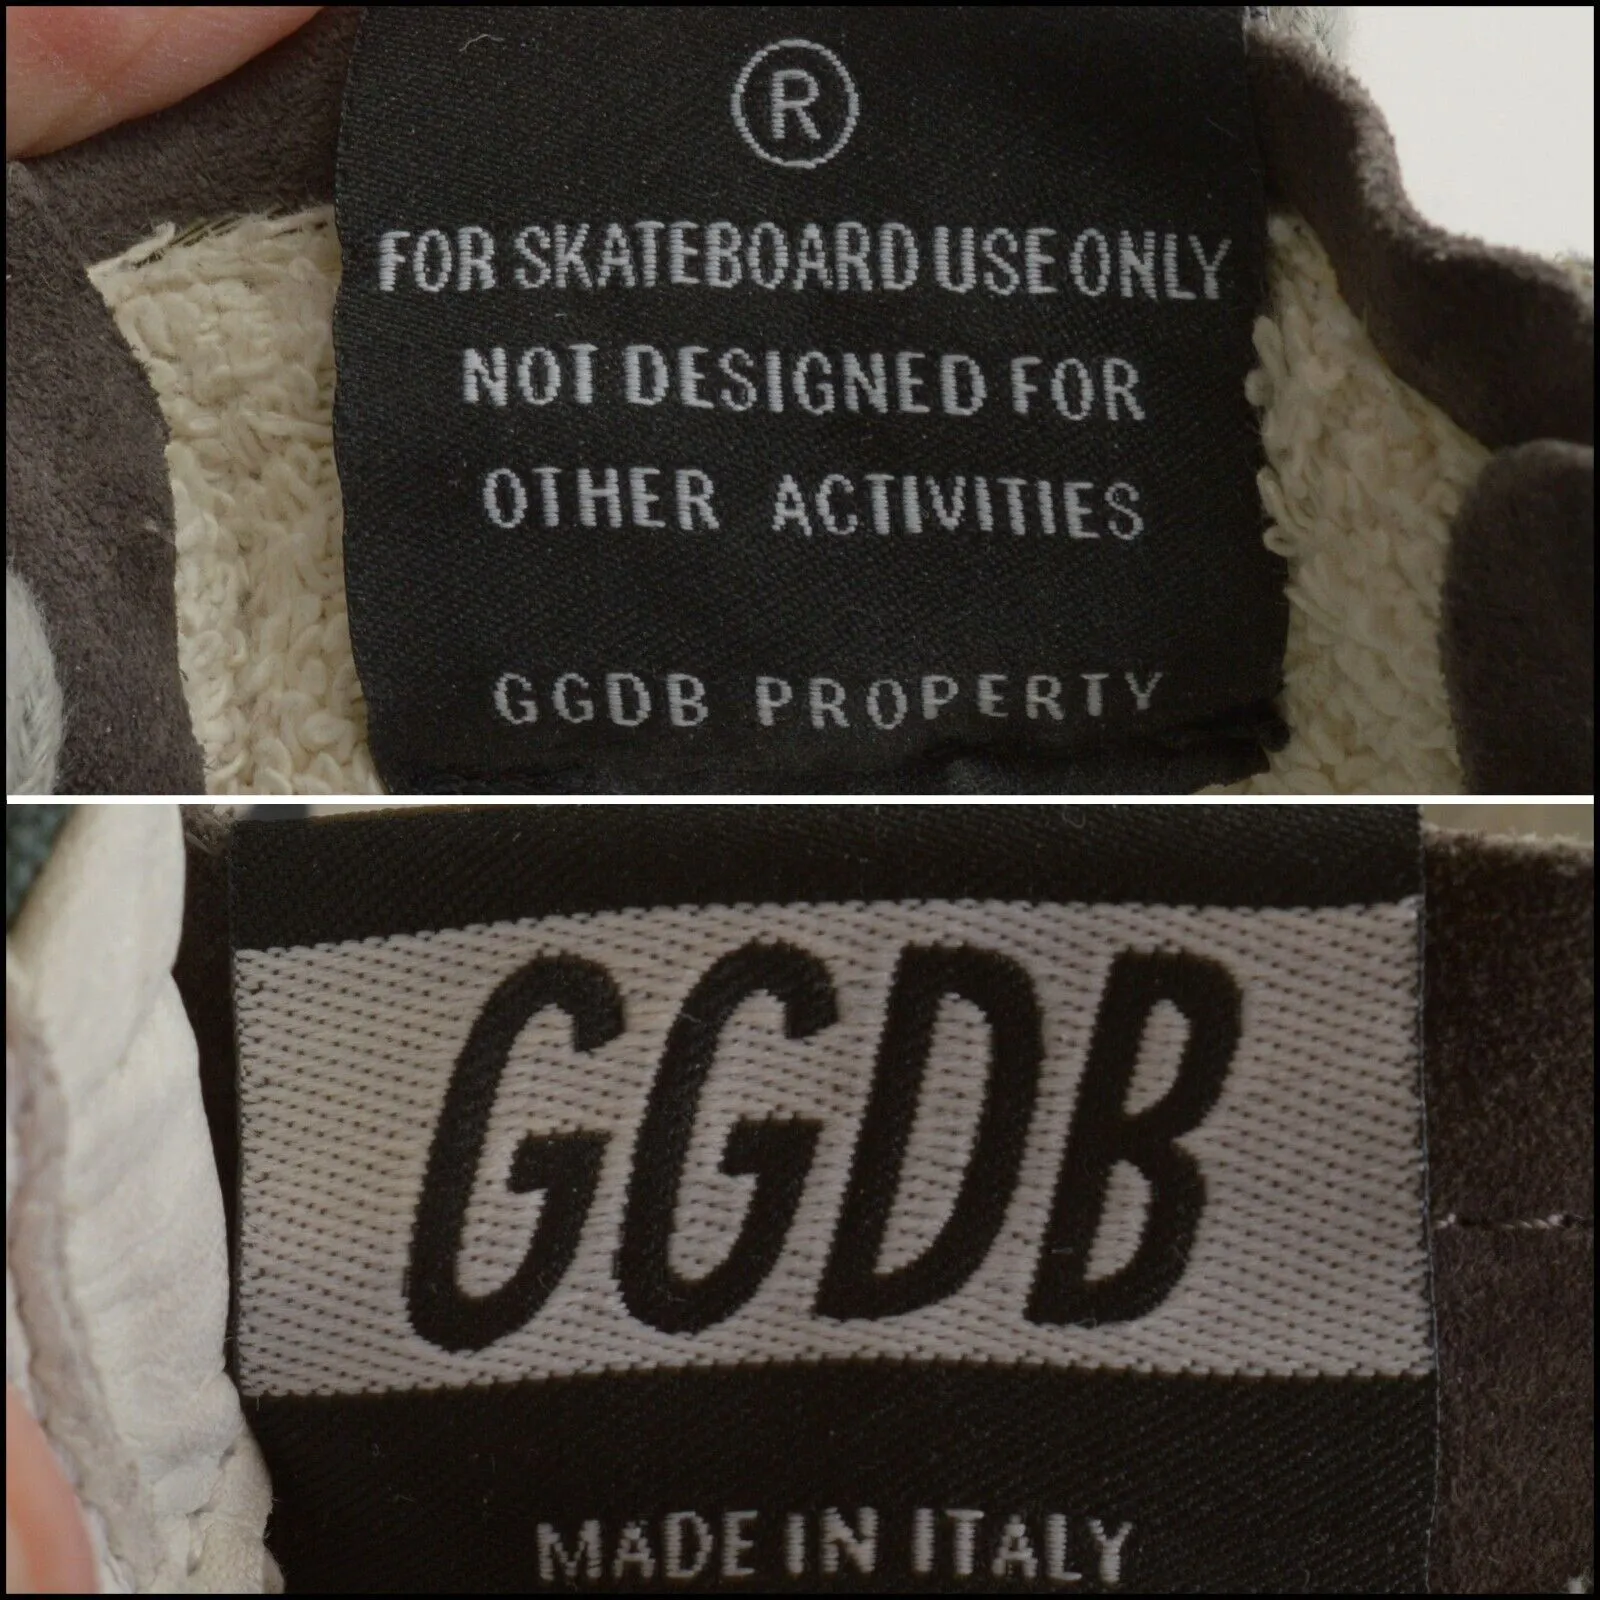 ®
FOR SKATEBOARD USE ONLY
NOT DESIGNED FOR
OTHER ACTIVITIES
GGDB PROPERTY
GGDB
MADE IN ITALY